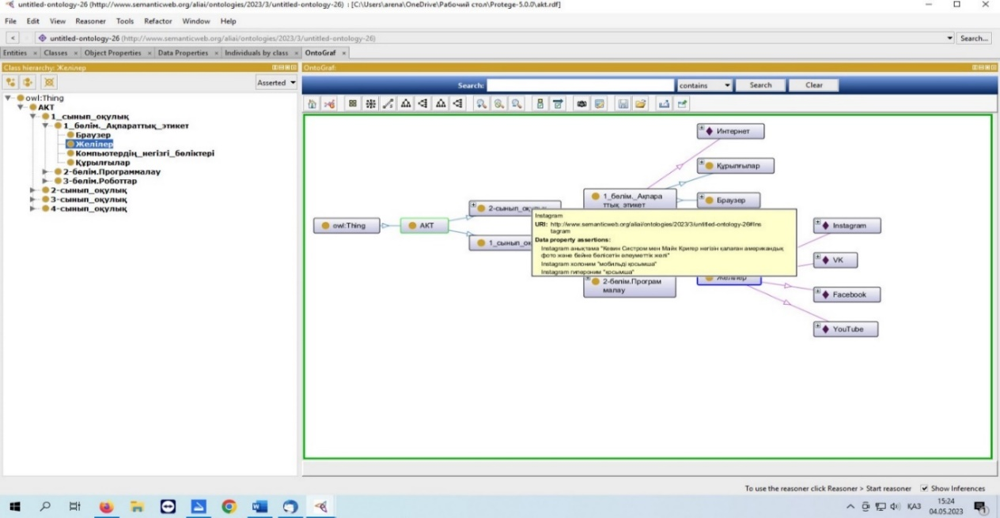 untitled-ontology-26 (http://www.semanticweb.org/aliai/ontologies/2023/3/untitled-ontology-26) : [C:\Users\arena\OneDrive\Рабочий стол\Protege-5.0.0\akt.rdf]
File Edit View Reasoner Tools Refactor Window Help
untitled-ontology-26 (http://www.semanticweb.org/aliai/ontologies/2023/3/untitled-ontology-26)
Search...
Entities Classes Object Properties Data Properties Individuals by class OntoGraf
Class hierarchy: Желілер
OntoGraf:
Asserted
Search: contains Search Clear
owl:Thing
АКТ
1_сынып_оқулық
1_бөлім._Ақпараттық_этикет
Браузер
Желілер
Компьютердің_негізгі_бөліктері
Құрылғылар
2-бөлім.Программалау
3-бөлім.Роботтар
2-сынып_оқулық
3-сынып_оқулық
4-сынып_оқулық
Интернет
Құрылғылар
1_бөлім._Ақпара
ттық_этикет
Браузер
2-сынып_оқулық
owl:Thing
АКТ
1_сынып_оқ
Instagram
URI: http://www.semanticweb.org/aliai/ontologies/2023/3/untitled-ontology-26#Ins
tagram
Data property assertions:
Instagram анықтама "Кевин Систром мен Майк Кригер негізін қалаған американдық
фото және бейне бөлісетін әлеуметтік желі"
Instagram холоним "мобильді қосымша"
Instagram гипероним "қосымша"
Instagram
VK
2-бөлім.Програм
малау
Желілер
Facebook
YouTube
To use the reasoner click Reasoner > Start reasoner Show Inferences
ҚАЗ
15:24
04.05.2023